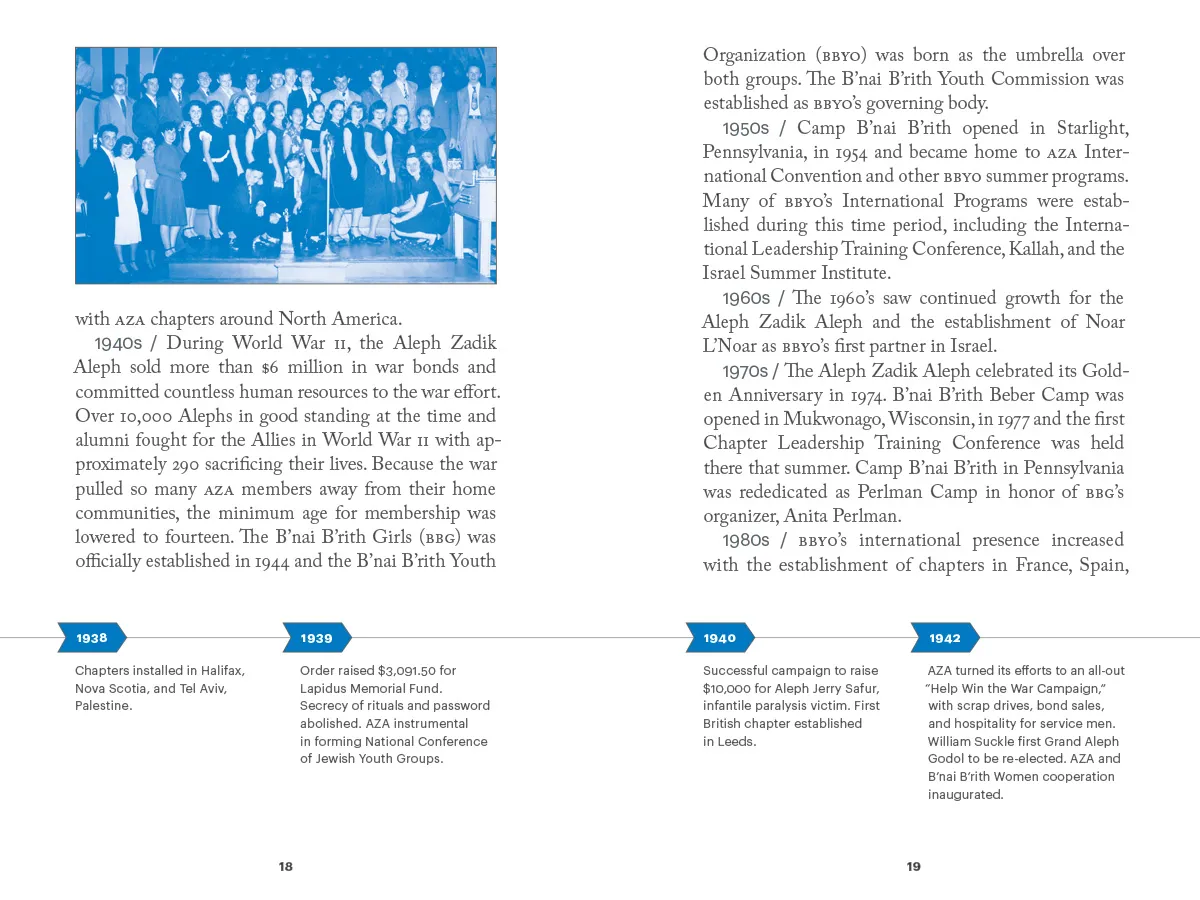 with AZA chapters around North America.
1940s / During World War II, the Aleph Zadik
Aleph sold more than $6 million in war bonds and
committed countless human resources to the war effort.
Over 10,000 Alephs in good standing at the time and
alumni fought for the Allies in World War II with ap-
proximately 290 sacrificing their lives. Because the war
pulled so many AZA members away from their home
communities, the minimum age for membership was
lowered to fourteen. The B’nai B’rith Girls (BBG) was
officially established in 1944 and the B’nai B’rith Youth
1938
Chapters installed in Halifax,
Nova Scotia, and Tel Aviv,
Palestine.
1939
Order raised $3,091.50 for
Lapidus Memorial Fund.
Secrecy of rituals and password
abolished. AZA instrumental
in forming National Conference
of Jewish Youth Groups.
18
Organization (BBYO) was born as the umbrella over
both groups. The B’nai B’rith Youth Commission was
established as BBYO’s governing body.
1950s / Camp B’nai B’rith opened in Starlight,
Pennsylvania, in 1954 and became home to AZA Inter-
national Convention and other BBYO summer programs.
Many of BBYO’s International Programs were estab-
lished during this time period, including the Interna-
tional Leadership Training Conference, Kallah, and the
Israel Summer Institute.
1960s / The 1960’s saw continued growth for the
Aleph Zadik Aleph and the establishment of Noar
L’Noar as BBYO’s first partner in Israel.
1970s / The Aleph Zadik Aleph celebrated its Gold-
en Anniversary in 1974. B’nai B’rith Beber Camp was
opened in Mukwonago, Wisconsin, in 1977 and the first
Chapter Leadership Training Conference was held
there that summer. Camp B’nai B’rith in Pennsylvania
was rededicated as Perlman Camp in honor of BBG’s
organizer, Anita Perlman.
1980s / BBYO’s international presence increased
with the establishment of chapters in France, Spain,
1940
Successful campaign to raise
$10,000 for Aleph Jerry Safur,
infantile paralysis victim. First
British chapter established
in Leeds.
1942
AZA turned its efforts to an all-out
“Help Win the War Campaign,”
with scrap drives, bond sales,
and hospitality for service men.
William Suckle first Grand Aleph
Godol to be re-elected. AZA and
B’nai B’rith Women cooperation
inaugurated.
19